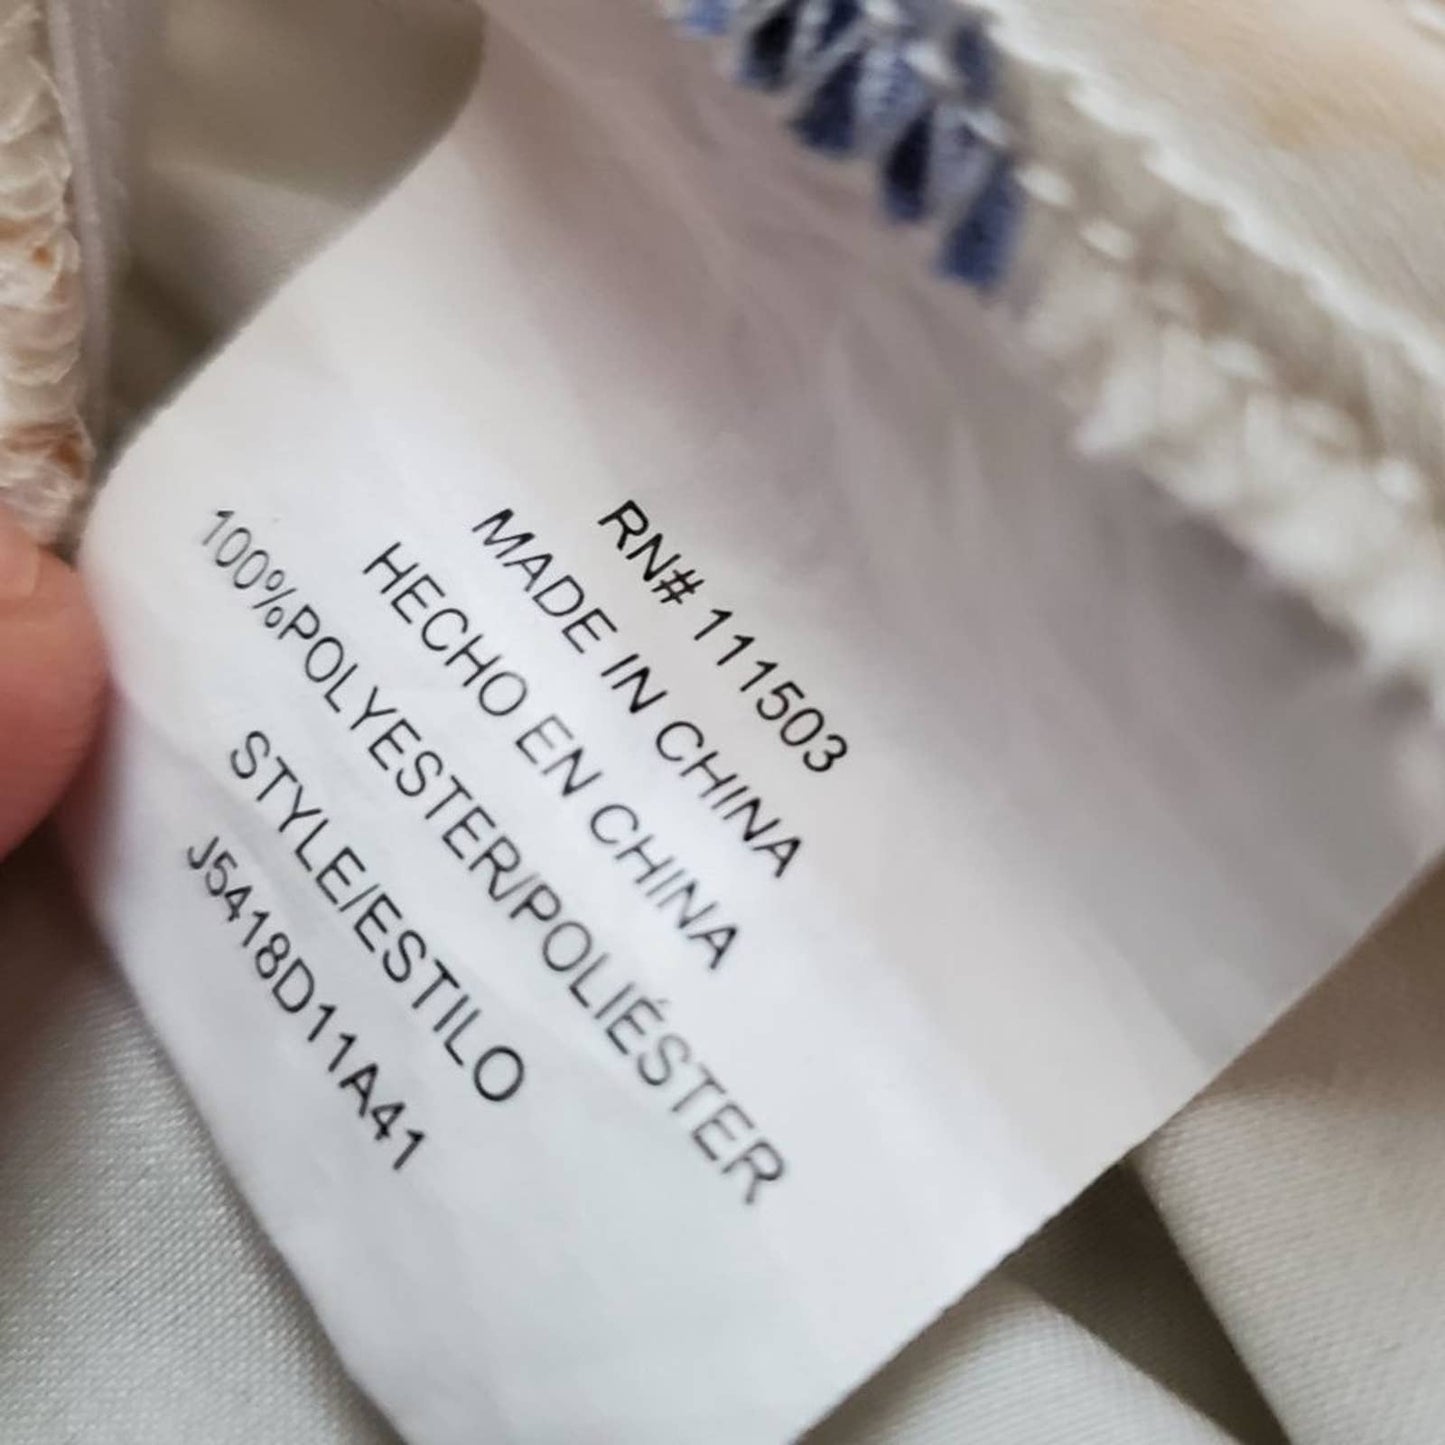 RN# 111503
MADE IN CHINA
HECHO EN CHINA
100%POLYESTER/POLIÉSTER
STYLE/ESTILO
J5418D11A41